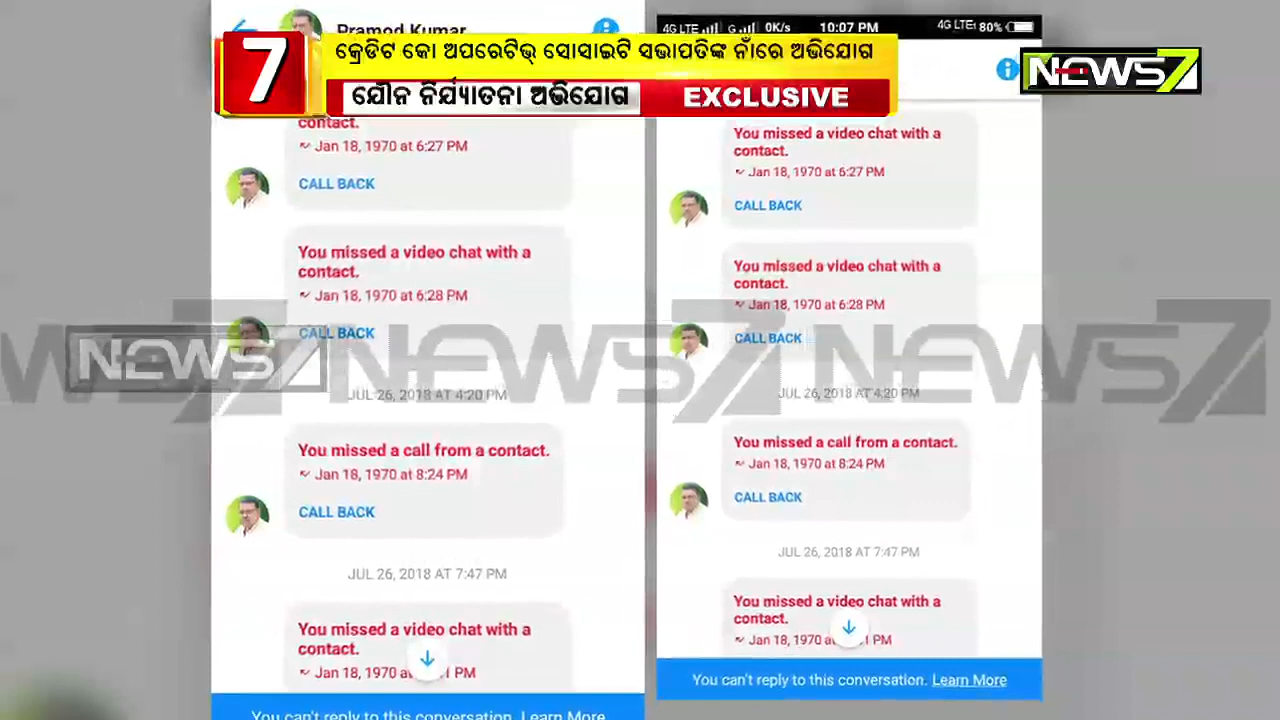 Pramod Kumar
7
କ୍ରେଡିଟ କୋ ଅପରେଟିଭ୍ ସୋସାଇଟି ସଭାପତିଙ୍କ ନାଁରେ ଅଭିଯୋଗ
ଯୌନ ନିର୍ଯ୍ୟାତନା ଅଭିଯୋଗ
EXCLUSIVE
NEWS7
contact.
Jan 18, 1970 at 6:27 PM
CALL BACK
You missed a video chat with a
contact.
Jan 18, 1970 at 6:28 PM
CALL BACK
JUL 26, 2018 AT 4:20 PM
You missed a call from a contact.
Jan 18, 1970 at 8:24 PM
CALL BACK
JUL 26, 2018 AT 7:47 PM
You missed a video chat with a
contact.
Jan 18, 1970 1 PM
You can't reply to this conversation. Learn More
4G LTE G 0K/s 10:07 PM 4G LTE 80%
You missed a video chat with a
contact.
Jan 18, 1970 at 6:27 PM
CALL BACK
You missed a video chat with a
contact.
Jan 18, 1970 at 6:28 PM
CALL BACK
JUL 26, 2018 AT 4:20 PM
You missed a call from a contact.
Jan 18, 1970 at 8:24 PM
CALL BACK
JUL 26, 2018 AT 7:47 PM
You missed a video chat with a
contact.
Jan 18, 1970 1 PM
You can't reply to this conversation. Learn More
NEWS7
NEWS7
NEWS7